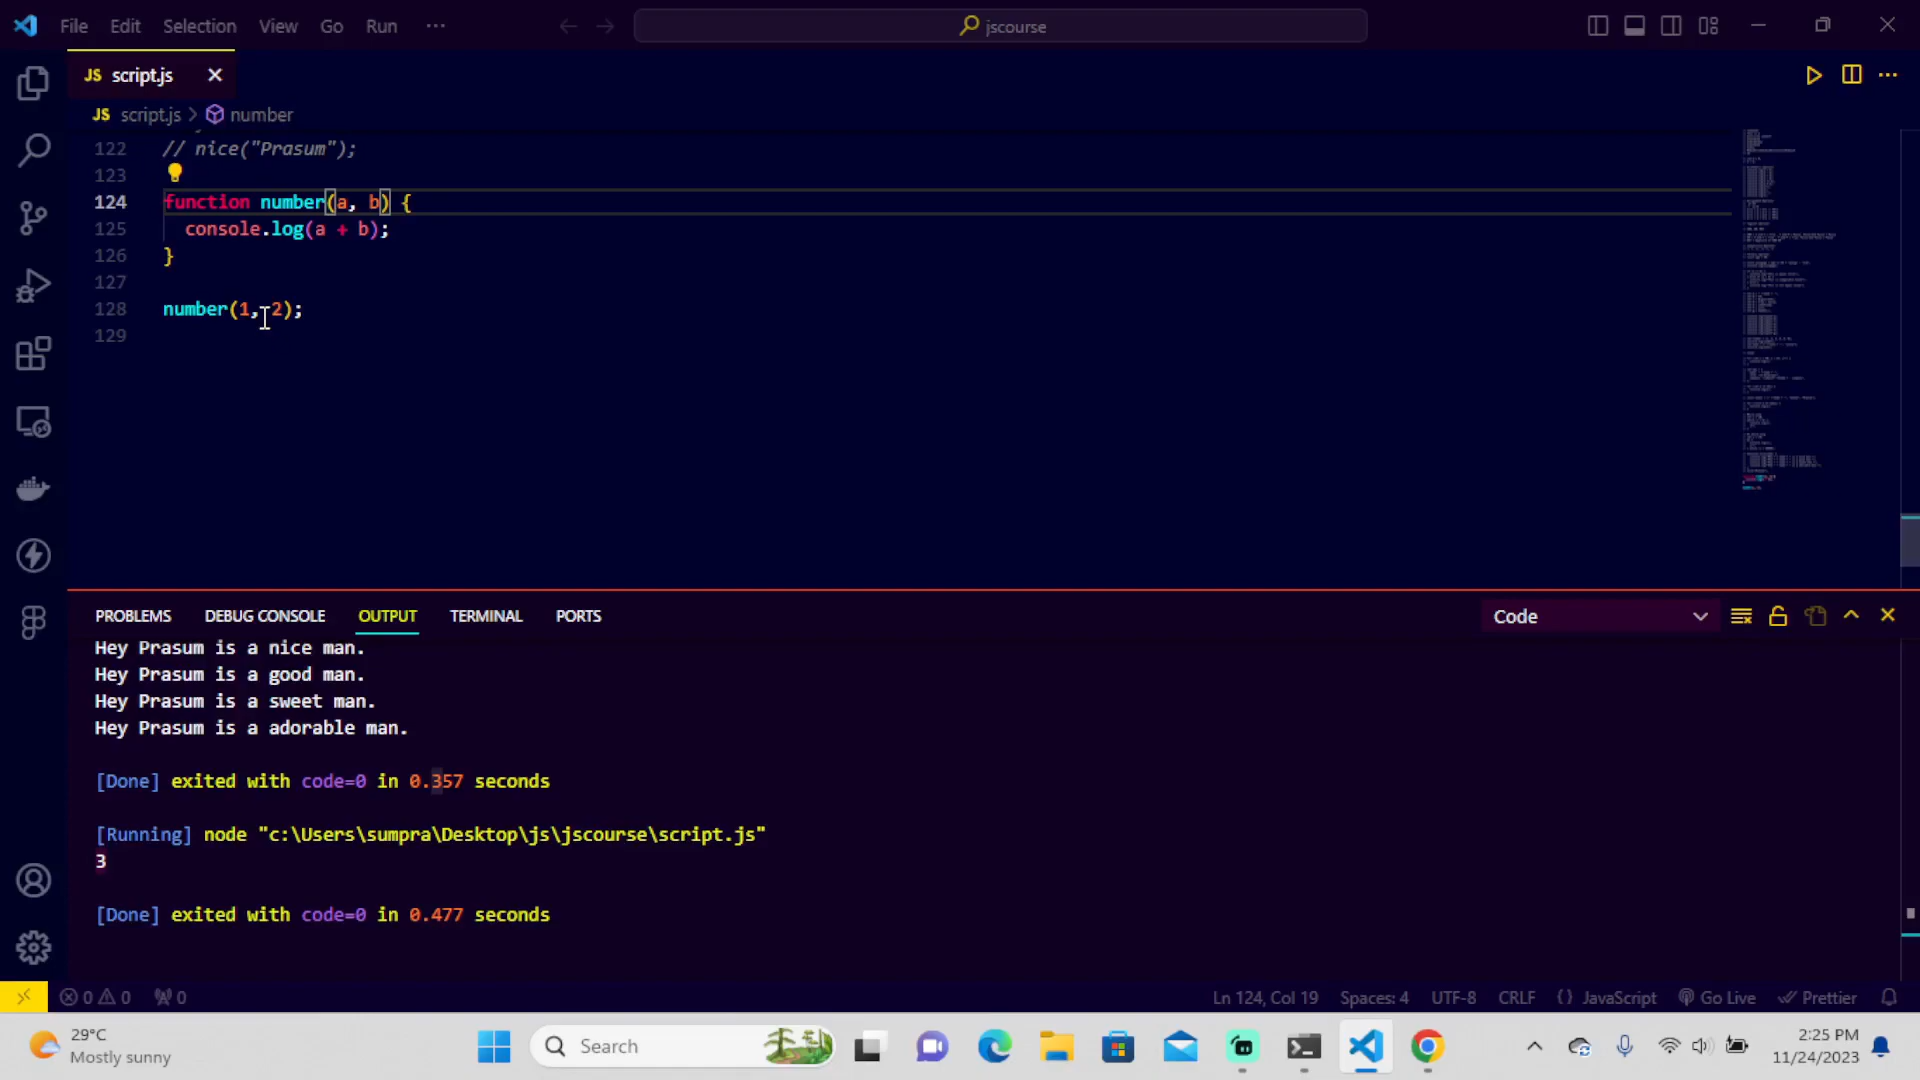 File Edit Selection View Go Run ...
jscourse
JS script.js
JS script.js > number
122 // nice("Prasum");
123
124 function number(a, b) {
125 console.log(a + b);
126 }
127
128 number(1, 2);
129
PROBLEMS DEBUG CONSOLE OUTPUT TERMINAL PORTS
Code
Hey Prasum is a nice man.
Hey Prasum is a good man.
Hey Prasum is a sweet man.
Hey Prasum is a adorable man.
[Done] exited with code=0 in 0.357 seconds
[Running] node "c:\Users\sumpra\Desktop\js\jscourse\script.js"
3
[Done] exited with code=0 in 0.477 seconds
0 0 0
Ln 124, Col 19 Spaces: 4 UTF-8 CRLF {} JavaScript Go Live Prettier
29°C
Mostly sunny
Search
2:25 PM
11/24/2023